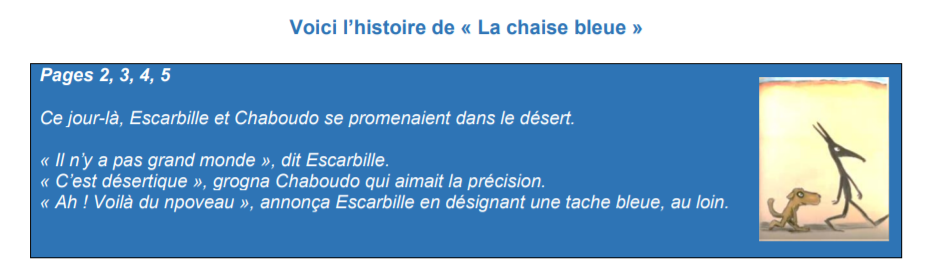 Voici l’histoire de « La chaise bleue »
Pages 2, 3, 4, 5
Ce jour-là, Escarbille et Chaboudo se promenaient dans le désert.
« Il n’y a pas grand monde », dit Escarbille.
« C’est désertique », grogna Chaboudo qui aimait la précision.
« Ah ! Voilà du npoveau », annonça Escarbille en désignant une tache bleue, au loin.